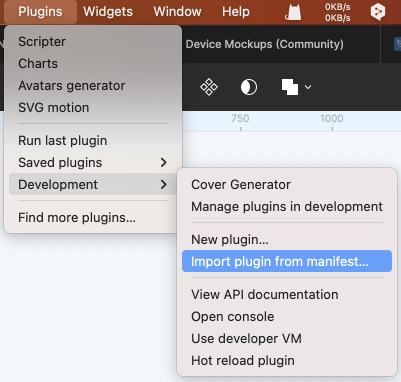 Plugins Widgets Window Help 0KB/s
0KB/s
Device Mockups (Community)
Scripter
Charts
Avatars generator
SVG motion
750 1000
Run last plugin
Saved plugins
Development
Find more plugins...
Cover Generator
Manage plugins in development
New plugin...
Import plugin from manifest...
View API documentation
Open console
Use developer VM
Hot reload plugin